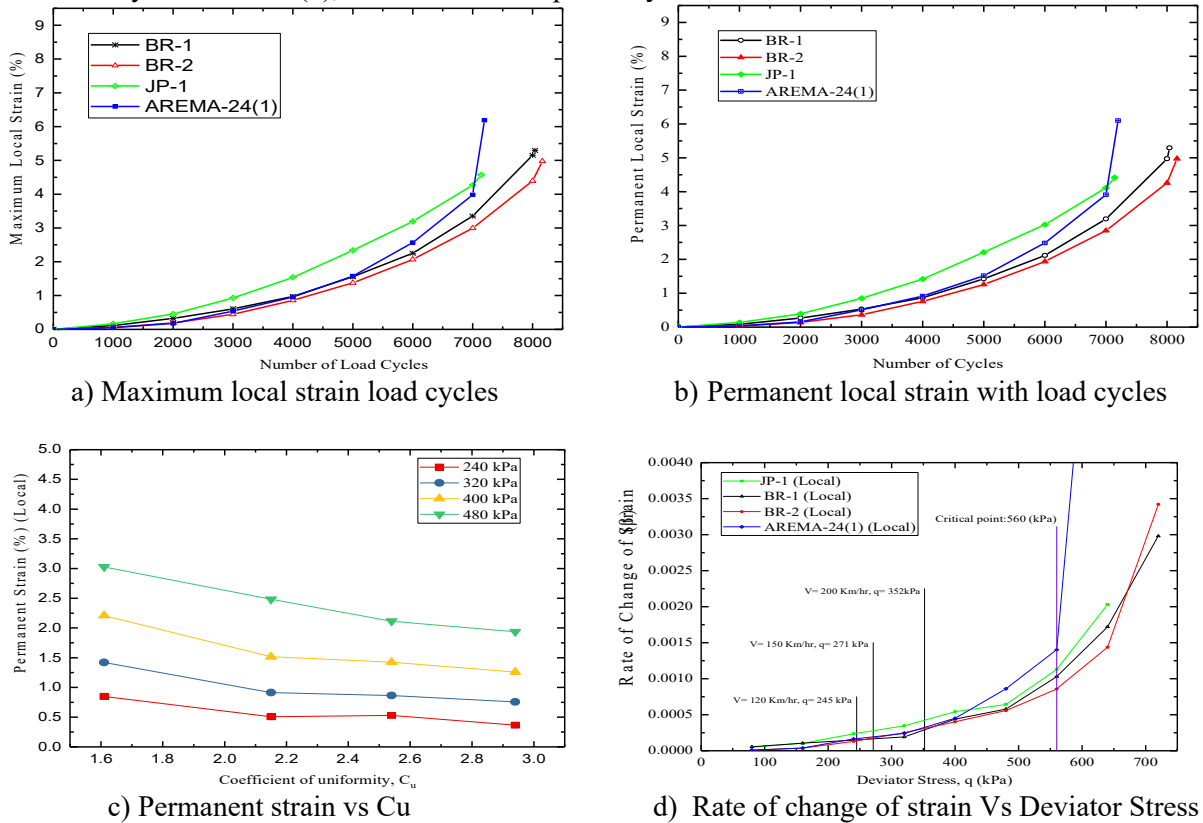 9
8
7
6
5
4
3
2
1
0
Maximum Local Strain (%)
BR-1
BR-2
JP-1
AREMA-24(1)
0 1000 2000 3000 4000 5000 6000 7000 8000
Number of Load Cycles
a) Maximum local strain load cycles
9
8
7
6
5
4
3
2
1
0
Permanent Local Strain (%)
BR-1
BR-2
JP-1
AREMA-24(1)
0 1000 2000 3000 4000 5000 6000 7000 8000
Number of Cycles
b) Permanent local strain with load cycles
5.0
4.5
4.0
3.5
3.0
2.5
2.0
1.5
1.0
0.5
0.0
Permanent Strain (%) (Local)
240 kPa
320 kPa
400 kPa
480 kPa
1.6 1.8 2.0 2.2 2.4 2.6 2.8 3.0
Coefficient of uniformity, Cu
c) Permanent strain vs Cu
0.0040
0.0035
0.0030
0.0025
0.0020
0.0015
0.0010
0.0005
0.0000
Rate of Change of Strain
JP-1 (Local)
BR-1 (Local)
BR-2 (Local)
AREMA-24(1) (Local)
Critical point:560 (kPa)
V= 200 Km/hr, q= 352kPa
V= 150 Km/hr, q= 271 kPa
V= 120 Km/hr, q= 245 kPa
0 100 200 300 400 500 600 700
Deviator Stress, q (kPa)
d) Rate of change of strain Vs Deviator Stress